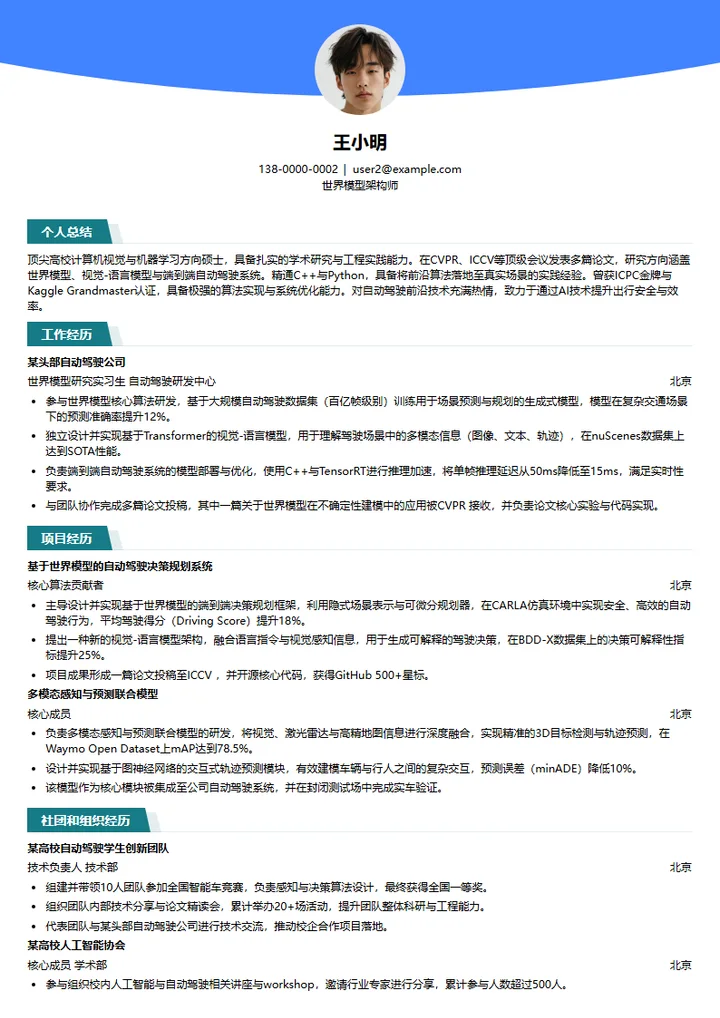 王小明
138-0000-0002 | user2@example.com
世界模型架构师
个人总结
顶尖高校计算机视觉与机器学习方向硕士，具备扎实的学术研究与工程实践能力。在CVPR、ICCV等顶级会议发表多篇论文，研究方向涵盖
世界模型、视觉-语言模型与端到端自动驾驶系统。精通C++与Python，具备将前沿算法落地至真实场景的实践经验。曾获ICPC金牌与
Kaggle Grandmaster认证，具备极强的算法实现与系统优化能力。对自动驾驶前沿技术充满热情，致力于通过AI技术提升出行安全与效
率。
工作经历
某头部自动驾驶公司
世界模型研究实习生 自动驾驶研发中心 北京
• 参与世界模型核心算法研发，基于大规模自动驾驶数据集（百亿帧级别）训练用于场景预测与规划的生成式模型，模型在复杂交通场景
下的预测准确率提升12%。
• 独立设计并实现基于Transformer的视觉-语言模型，用于理解驾驶场景中的多模态信息（图像、文本、轨迹），在nuScenes数据集上
达到SOTA性能。
• 负责端到端自动驾驶系统的模型部署与优化，使用C++与TensorRT进行推理加速，将单帧推理延迟从50ms降低至15ms，满足实时性
要求。
• 与团队协作完成多篇论文投稿，其中一篇关于世界模型在不确定性建模中的应用被CVPR 接收，并负责论文核心实验与代码实现。
项目经历
基于世界模型的自动驾驶决策规划系统
核心算法贡献者 北京
• 主导设计并实现基于世界模型的端到端决策规划框架，利用隐式场景表示与可微分规划器，在CARLA仿真环境中实现安全、高效的自动
驾驶行为，平均驾驶得分（Driving Score）提升18%。
• 提出一种新的视觉-语言模型架构，融合语言指令与视觉感知信息，用于生成可解释的驾驶决策，在BDD-X数据集上的决策可解释性指
标提升25%。
• 项目成果形成一篇论文投稿至ICCV ，并开源核心代码，获得GitHub 500+星标。
多模态感知与预测联合模型
核心成员 北京
• 负责多模态感知与预测联合模型的研发，将视觉、激光雷达与高精地图信息进行深度融合，实现精准的3D目标检测与轨迹预测，在
Waymo Open Dataset上mAP达到78.5%。
• 设计并实现基于图神经网络的交互式轨迹预测模块，有效建模车辆与行人之间的复杂交互，预测误差（minADE）降低10%。
• 该模型作为核心模块被集成至公司自动驾驶系统，并在封闭测试场中完成实车验证。
社团和组织经历
某高校自动驾驶学生创新团队
技术负责人 技术部 北京
• 组建并带领10人团队参加全国智能车竞赛，负责感知与决策算法设计，最终获得全国一等奖。
• 组织团队内部技术分享与论文精读会，累计举办20+场活动，提升团队整体科研与工程能力。
• 代表团队与某头部自动驾驶公司进行技术交流，推动校企合作项目落地。
某高校人工智能协会
核心成员 学术部 北京
• 参与组织校内人工智能与自动驾驶相关讲座与workshop，邀请行业专家进行分享，累计参与人数超过500人。